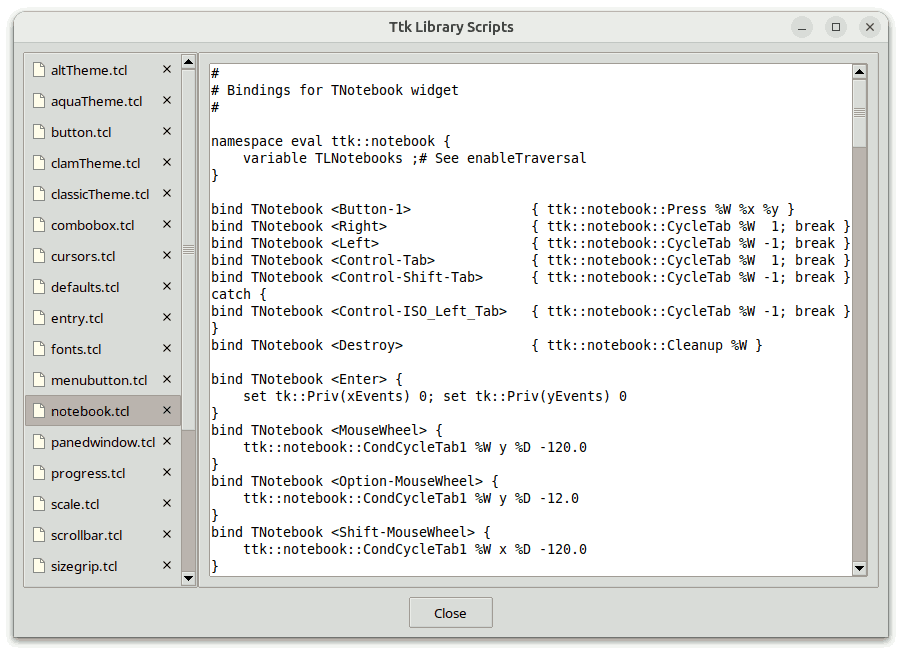 Ttk Library Scripts
altTheme.tcl
aquaTheme.tcl
button.tcl
clamTheme.tcl
classicTheme.tcl
combobox.tcl
cursors.tcl
defaults.tcl
entry.tcl
fonts.tcl
menubutton.tcl
notebook.tcl
panedwindow.tcl
progress.tcl
scale.tcl
scrollbar.tcl
sizegrip.tcl
#
# Bindings for TNotebook widget
#

namespace eval ttk::notebook {
    variable TLNotebooks ;# See enableTraversal
}

bind TNotebook <Button-1>               { ttk::notebook::Press %W %x %y }
bind TNotebook <Right>                  { ttk::notebook::CycleTab %W  1; break }
bind TNotebook <Left>                   { ttk::notebook::CycleTab %W -1; break }
bind TNotebook <Control-Tab>            { ttk::notebook::CycleTab %W  1; break }
bind TNotebook <Control-Shift-Tab>      { ttk::notebook::CycleTab %W -1; break }
catch {
bind TNotebook <Control-ISO_Left_Tab>   { ttk::notebook::CycleTab %W -1; break }
}
bind TNotebook <Destroy>                { ttk::notebook::Cleanup %W }

bind TNotebook <Enter> {
    set tk::Priv(xEvents) 0; set tk::Priv(yEvents) 0
}
bind TNotebook <MouseWheel> {
    ttk::notebook::CondCycleTab1 %W y %D -120.0
}
bind TNotebook <Option-MouseWheel> {
    ttk::notebook::CondCycleTab1 %W y %D -12.0
}
bind TNotebook <Shift-MouseWheel> {
    ttk::notebook::CondCycleTab1 %W x %D -120.0
}
Close